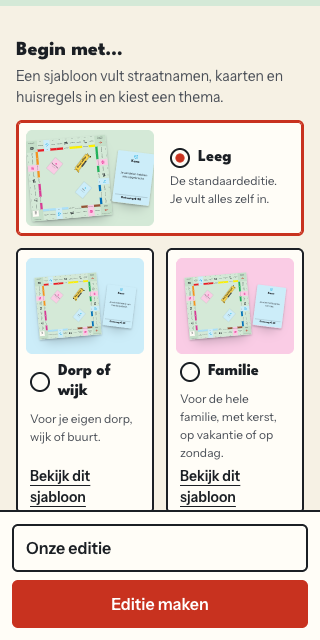 Begin met...
Een sjabloon vult straatnamen, kaarten en
huisregels in en kiest een thema.
Leeg
De standaardeditie.
Je vult alles zelf in.
Dorp of
wijk
Voor je eigen dorp,
wijk of buurt.
Bekijk dit
sjabloon
Familie
Voor de hele
familie, met kerst,
op vakantie of op
zondag.
Bekijk dit
sjabloon
Onze editie
Editie maken